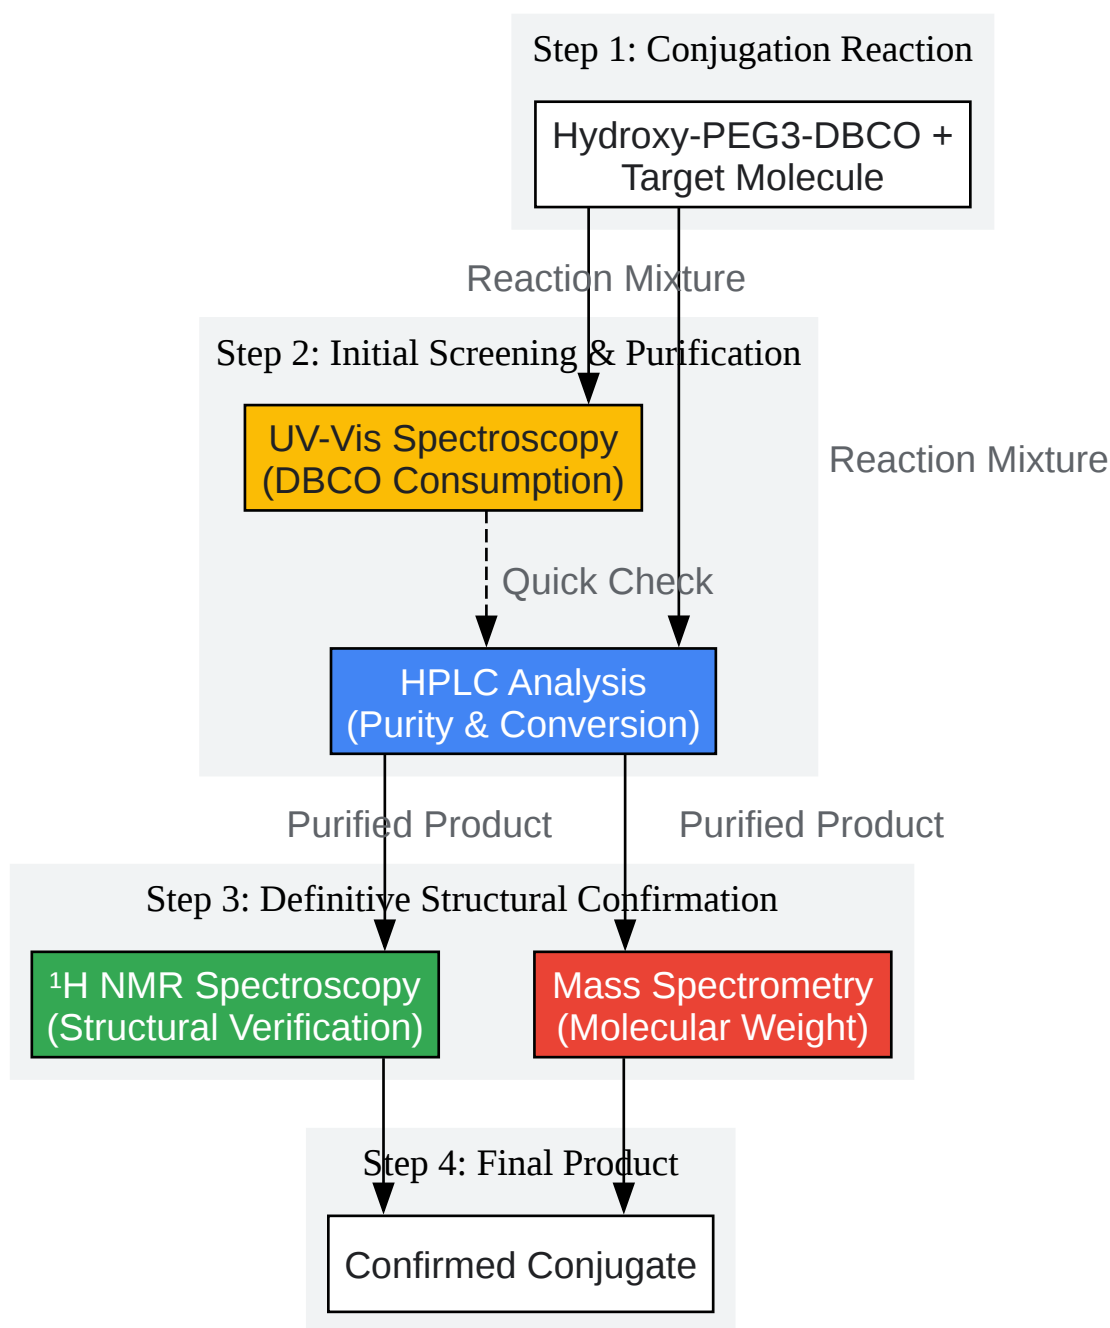 Step 1: Conjugation Reaction
Hydroxy-PEG3-DBCO +
Target Molecule
Reaction Mixture
Step 2: Initial Screening & Purification
UV-Vis Spectroscopy
(DBCO Consumption)
Reaction Mixture
Quick Check
HPLC Analysis
(Purity & Conversion)
Purified Product
Purified Product
Step 3: Definitive Structural Confirmation
¹H NMR Spectroscopy
(Structural Verification)
Mass Spectrometry
(Molecular Weight)
Step 4: Final Product
Confirmed Conjugate